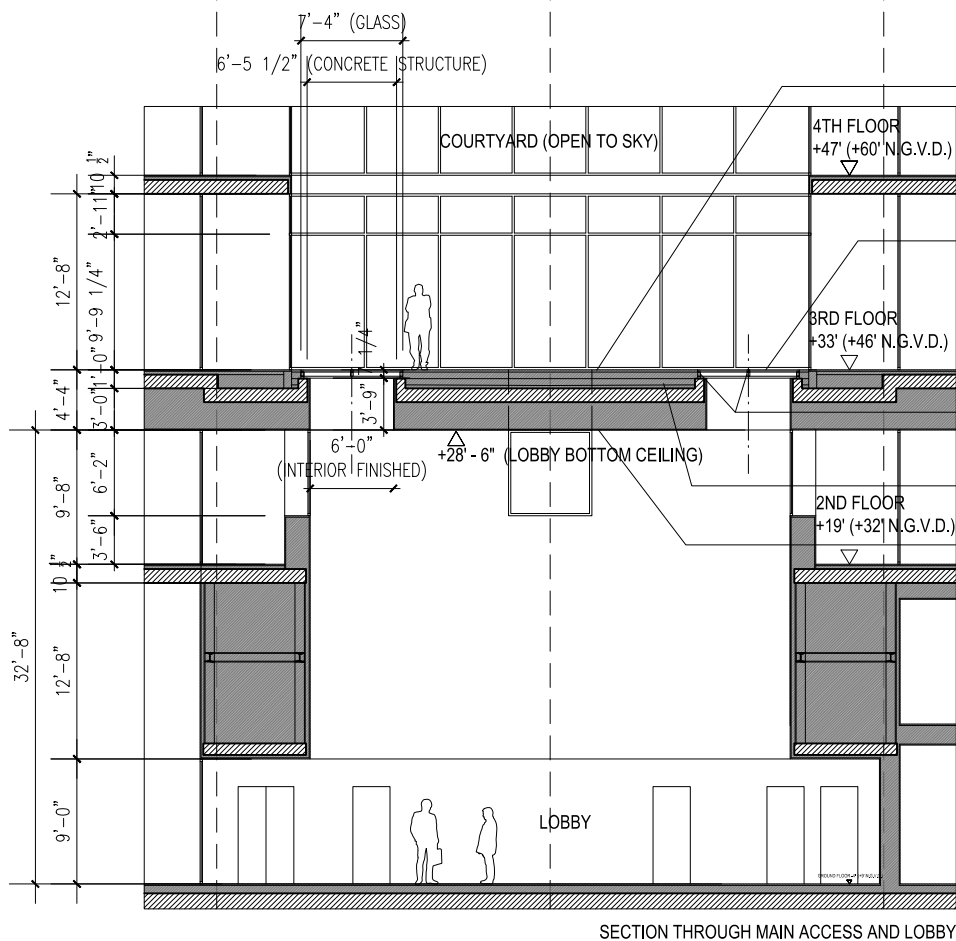 7'-4" (GLASS)
6'-5 1/2" (CONCRETE STRUCTURE)
COURTYARD (OPEN TO SKY)
4TH FLOOR
+47' (+60' N.G.V.D.)
10 1/2"
2'-11"
12'-8"
9'-9 1/4"
1'-0"
7 1/4"
3RD FLOOR
+33' (+46' N.G.V.D.)
4'-4"
3'-0"
1'
3'-9"
6'-0"
(INTERIOR FINISHED)
+28' - 6" (LOBBY BOTTOM CEILING)
9'-8"
6'-2"
3'-6"
2ND FLOOR
+19' (+32' N.G.V.D.)
10 1/2"
32'-8"
12'-8"
9'-0"
LOBBY
SECTION THROUGH MAIN ACCESS AND LOBBY